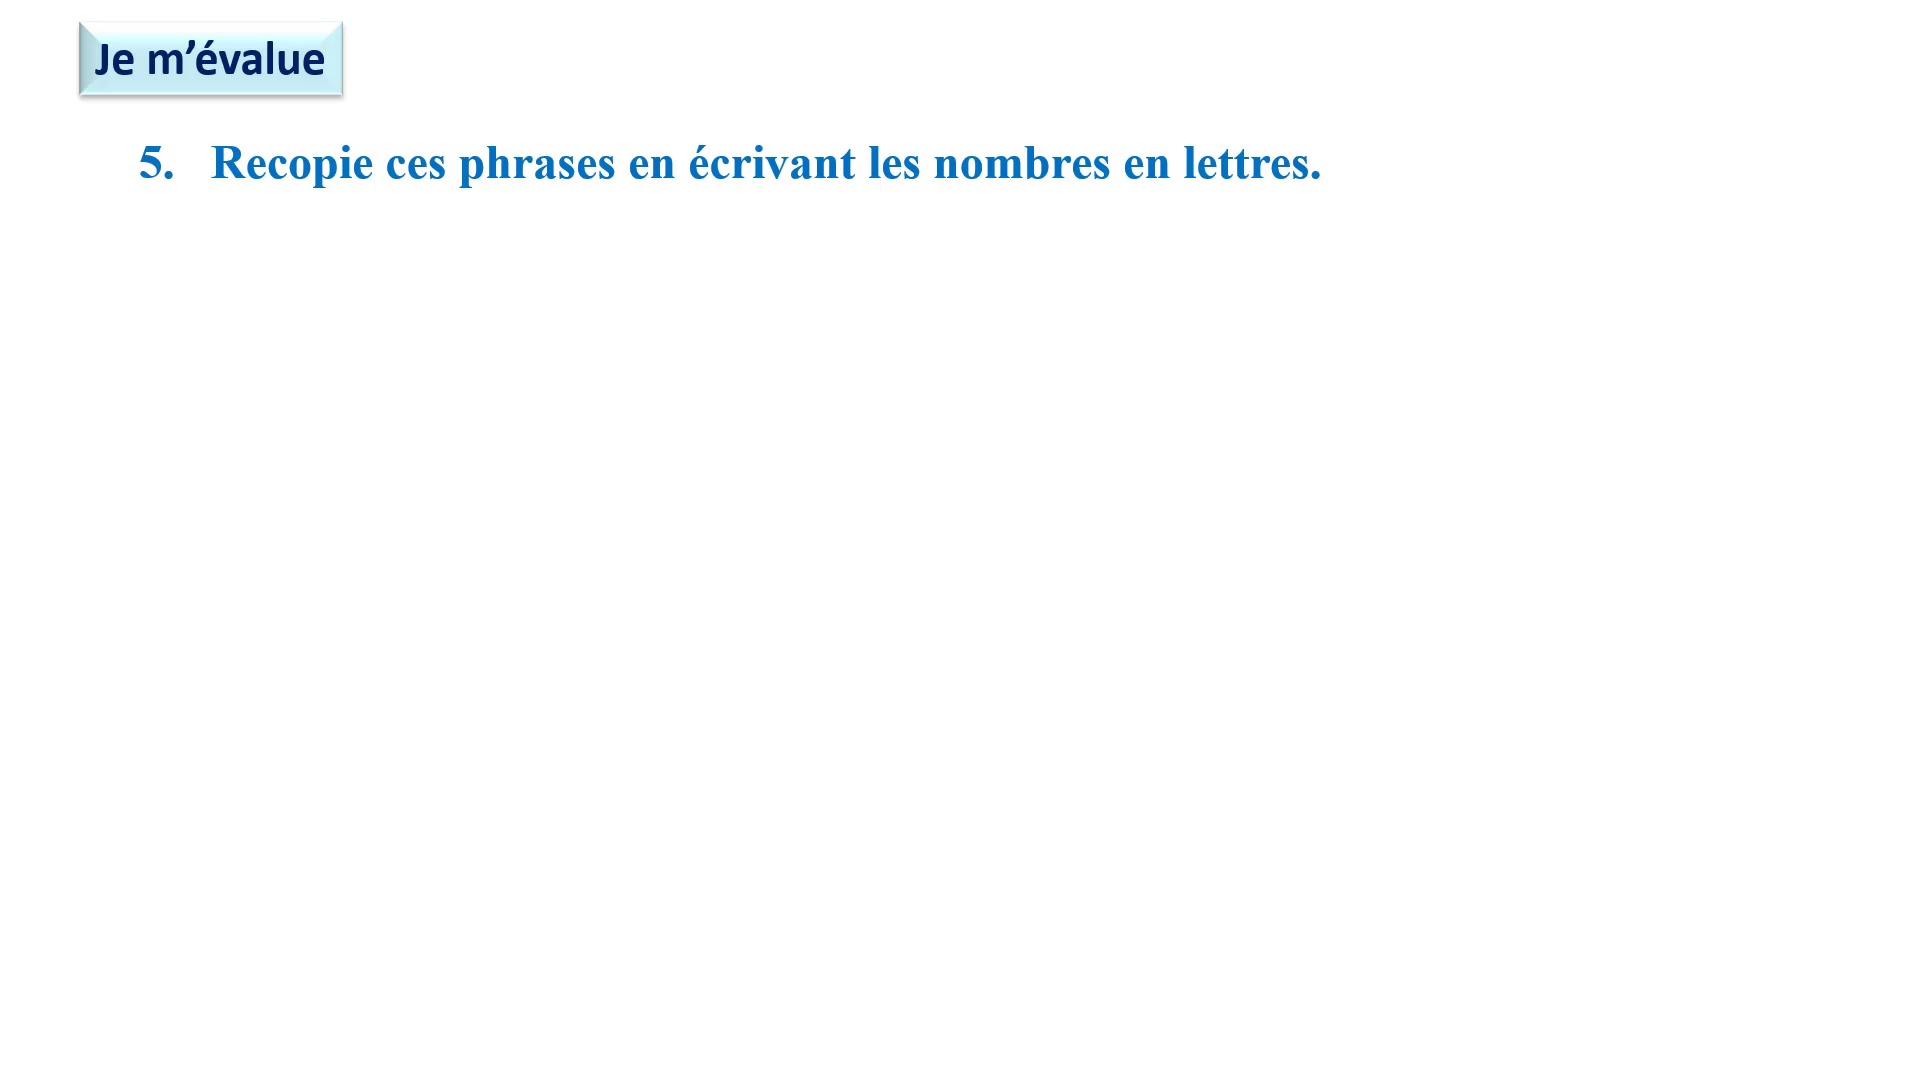 Je m’évalue
5. Recopie ces phrases en écrivant les nombres en lettres.